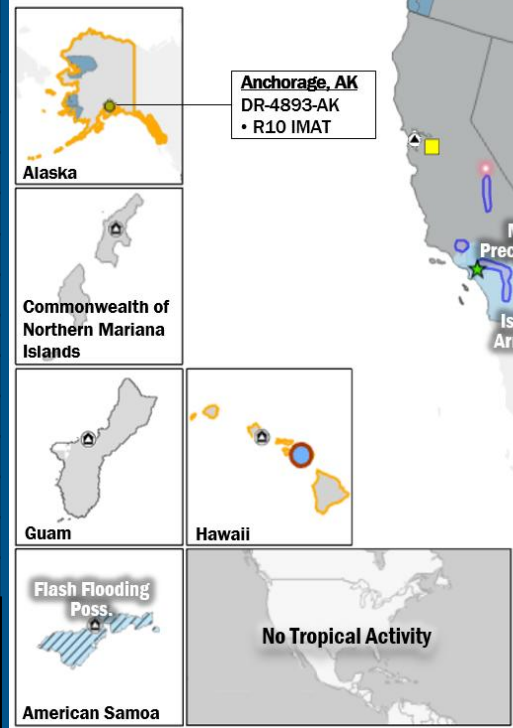 Anchorage, AK
DR-4893-AK
• R10 IMAT
Alaska
Commonwealth of
Northern Mariana
Islands
Guam
Hawaii
Flash Flooding
Poss.
American Samoa
No Tropical Activity